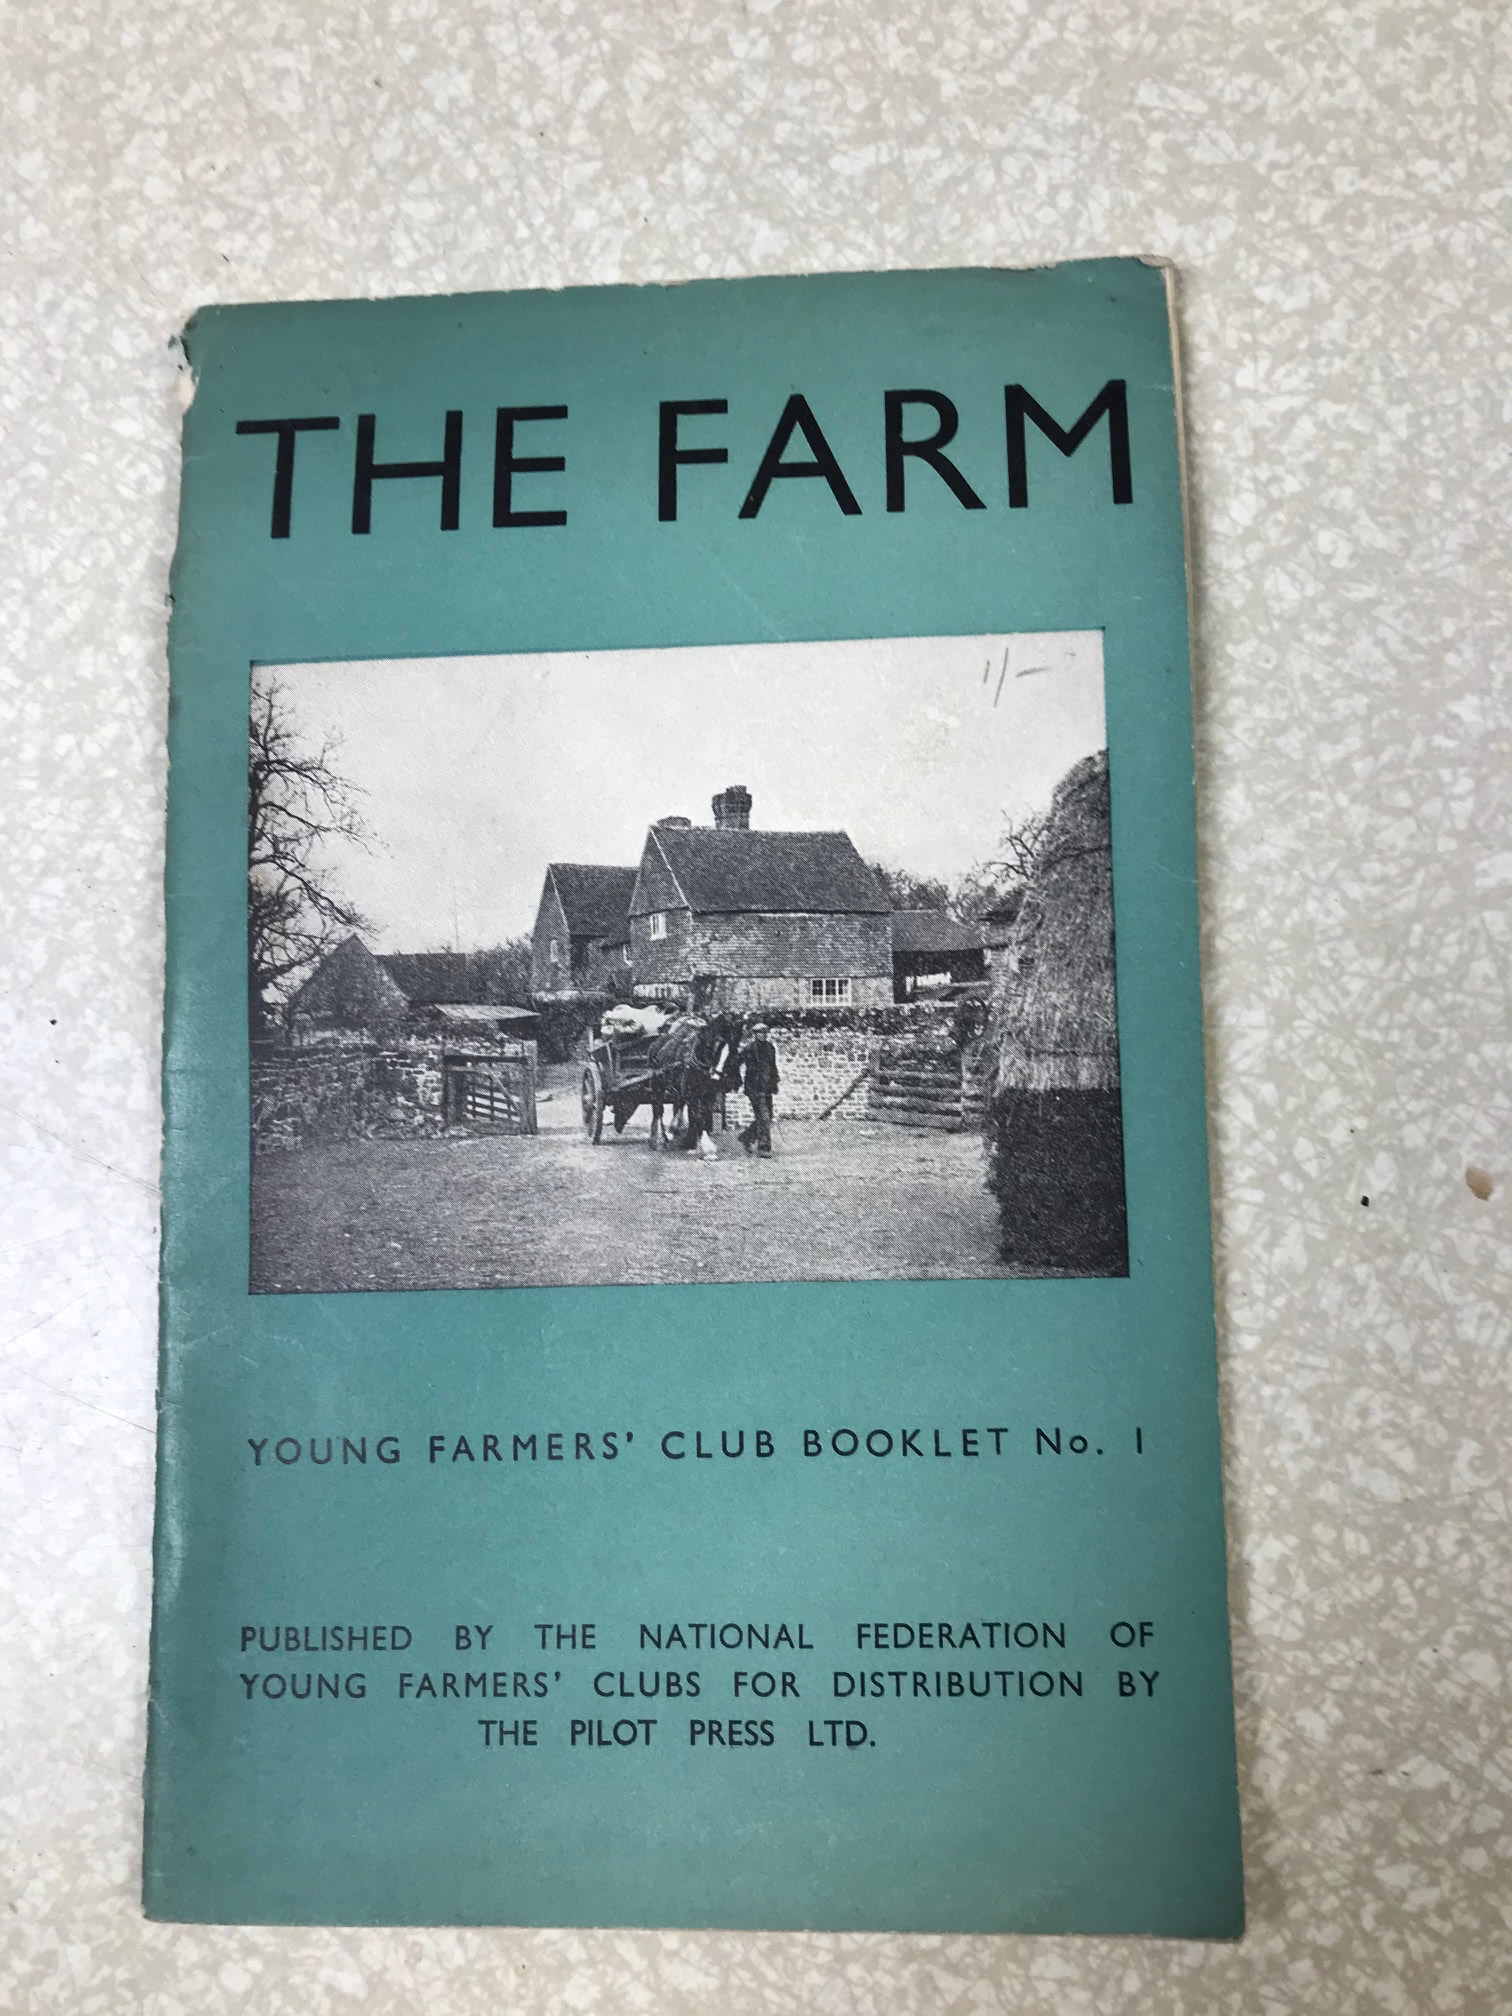 THE FARM
1/-
YOUNG FARMERS' CLUB BOOKLET No. 1
PUBLISHED BY THE NATIONAL FEDERATION OF
YOUNG FARMERS' CLUBS FOR DISTRIBUTION BY
THE PILOT PRESS LTD.